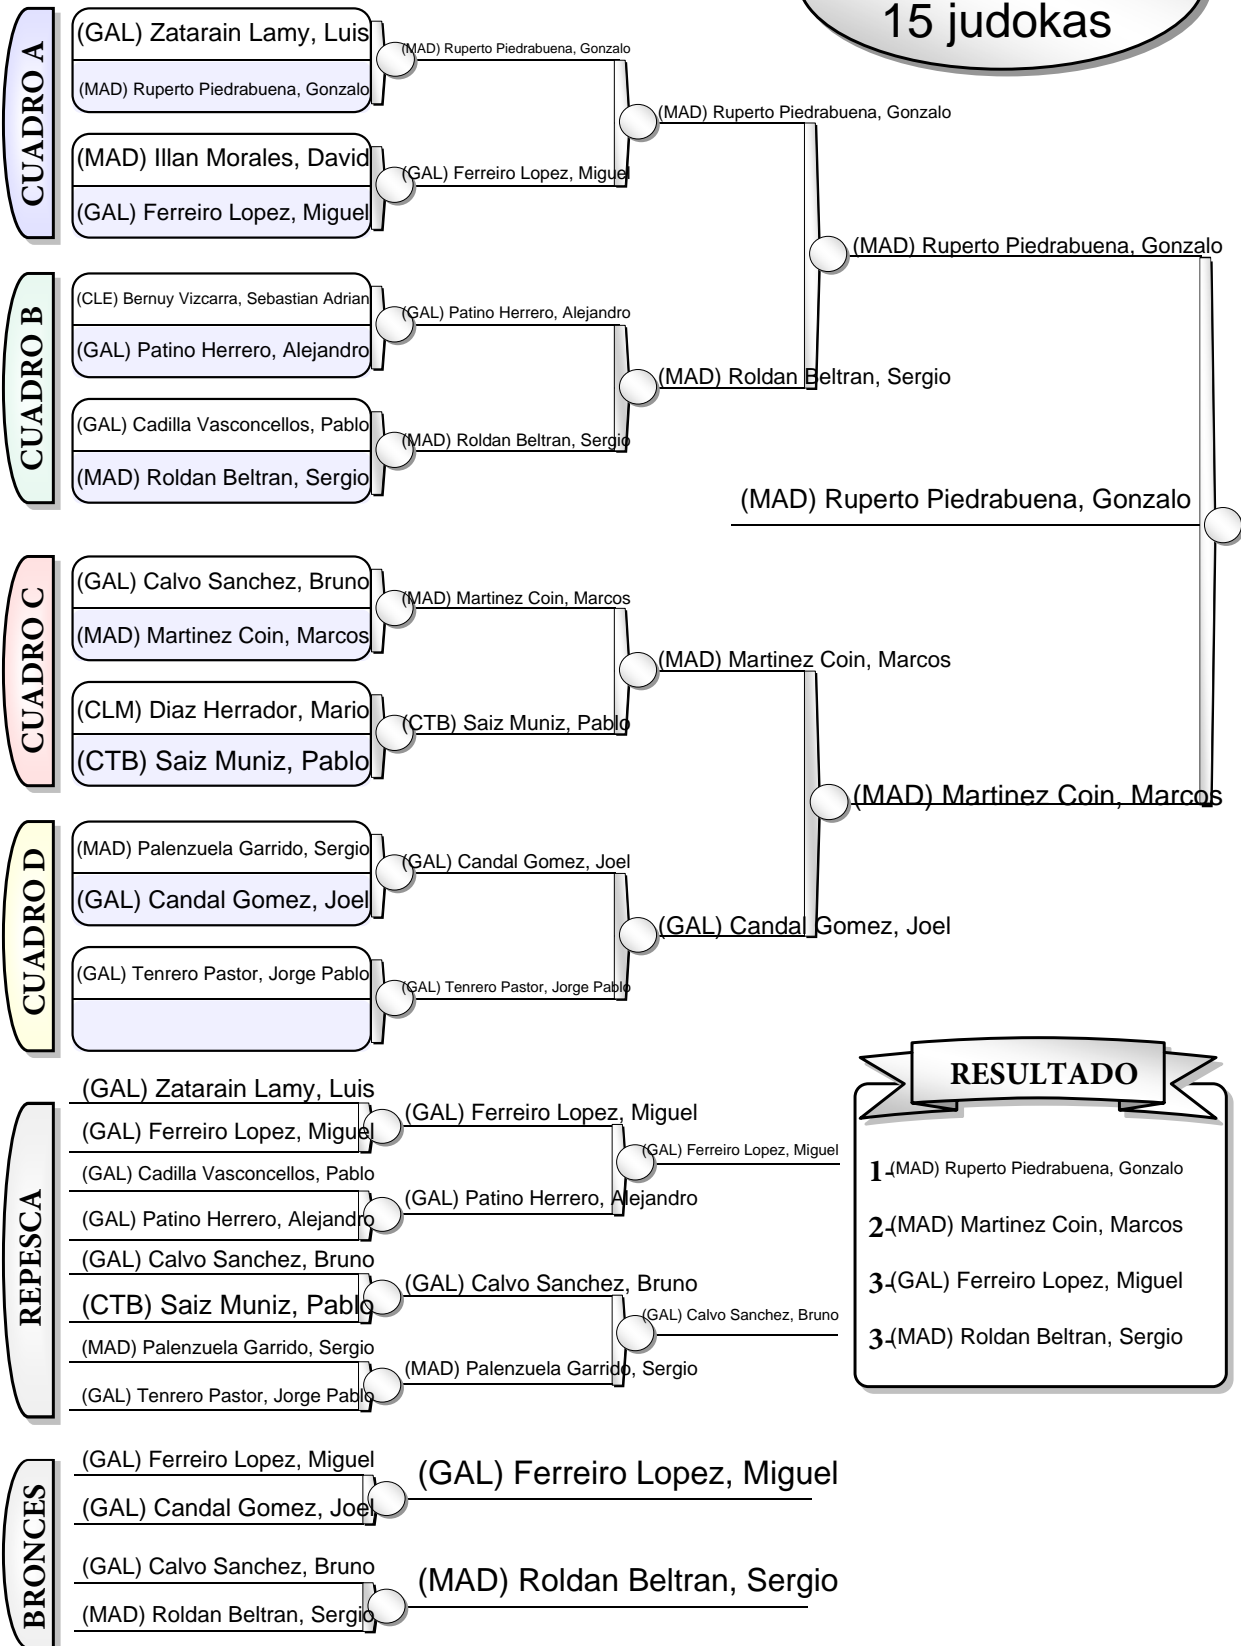 15 judokas
CUADRO A
(GAL) Zatarain Lamy, Luis
(MAD) Ruperto Piedrabuena, Gonzalo
(MAD) Illan Morales, David
(GAL) Ferreiro Lopez, Miguel
(MAD) Ruperto Piedrabuena, Gonzalo
(GAL) Ferreiro Lopez, Miguel
(MAD) Ruperto Piedrabuena, Gonzalo
CUADRO B
(CLE) Bernuy Vizcarra, Sebastian Adrian
(GAL) Patino Herrero, Alejandro
(GAL) Cadilla Vasconcellos, Pablo
(MAD) Roldan Beltran, Sergio
(GAL) Patino Herrero, Alejandro
(MAD) Roldan Beltran, Sergio
(MAD) Roldan Beltran, Sergio
(MAD) Ruperto Piedrabuena, Gonzalo
(MAD) Ruperto Piedrabuena, Gonzalo
CUADRO C
(GAL) Calvo Sanchez, Bruno
(MAD) Martinez Coin, Marcos
(CLM) Diaz Herrador, Mario
(CTB) Saiz Muniz, Pablo
(MAD) Martinez Coin, Marcos
(CTB) Saiz Muniz, Pablo
(MAD) Martinez Coin, Marcos
(MAD) Martinez Coin, Marcos
CUADRO D
(MAD) Palenzuela Garrido, Sergio
(GAL) Candal Gomez, Joel
(GAL) Tenrero Pastor, Jorge Pablo
(GAL) Candal Gomez, Joel
(GAL) Tenrero Pastor, Jorge Pablo
(GAL) Candal Gomez, Joel
REPESCA
(GAL) Zatarain Lamy, Luis
(GAL) Ferreiro Lopez, Miguel
(GAL) Cadilla Vasconcellos, Pablo
(GAL) Patino Herrero, Alejandro
(GAL) Calvo Sanchez, Bruno
(CTB) Saiz Muniz, Pablo
(MAD) Palenzuela Garrido, Sergio
(GAL) Tenrero Pastor, Jorge Pablo
(GAL) Ferreiro Lopez, Miguel
(GAL) Patino Herrero, Alejandro
(GAL) Calvo Sanchez, Bruno
(MAD) Palenzuela Garrido, Sergio
(GAL) Ferreiro Lopez, Miguel
(GAL) Calvo Sanchez, Bruno
RESULTADO
1-(MAD) Ruperto Piedrabuena, Gonzalo
2-(MAD) Martinez Coin, Marcos
3-(GAL) Ferreiro Lopez, Miguel
3-(MAD) Roldan Beltran, Sergio
BRONCES
(GAL) Ferreiro Lopez, Miguel
(GAL) Candal Gomez, Joel
(GAL) Calvo Sanchez, Bruno
(MAD) Roldan Beltran, Sergio
(GAL) Ferreiro Lopez, Miguel
(MAD) Roldan Beltran, Sergio